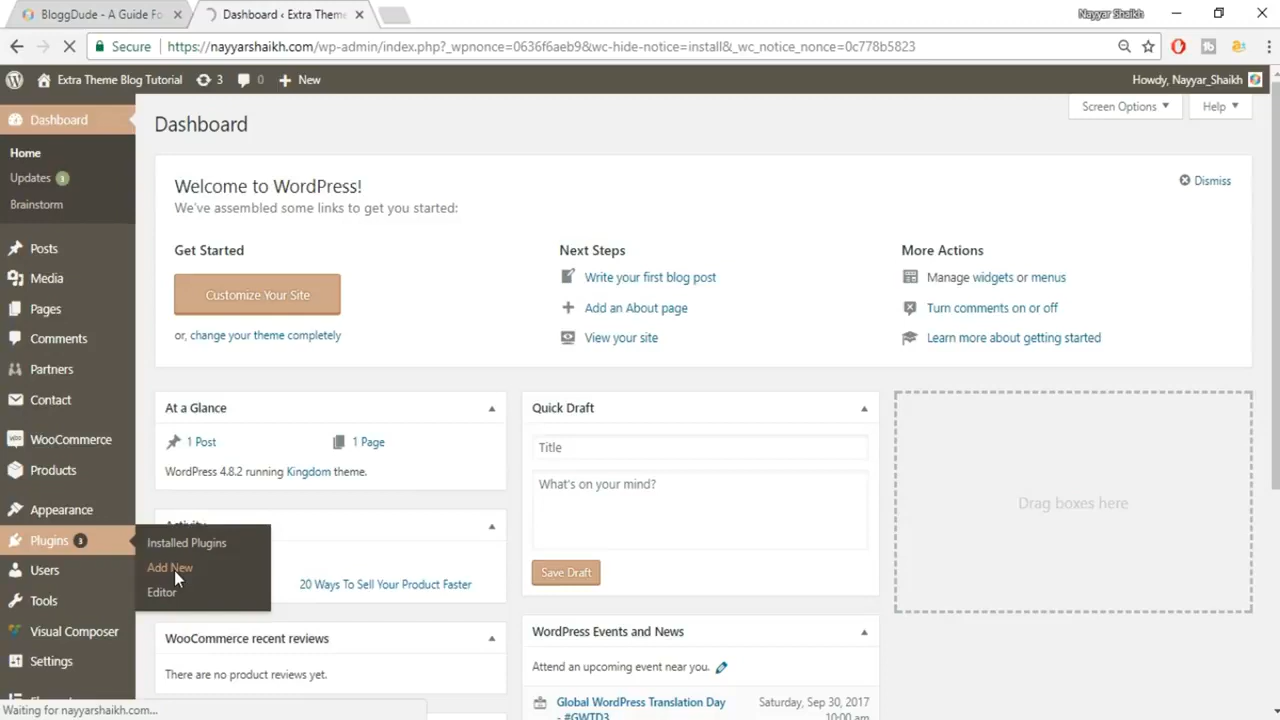 BloggDude - A Guide Fo
Dashboard ‹ Extra Theme
Nayyar Shaikh
Secure
https://nayyarshaikh.com/wp-admin/index.php?_wpnonce=0636f6aeb9&wc-hide-notice=install&_wc_notice_nonce=0c778b5823
Extra Theme Blog Tutorial
3
0
New
Howdy, Nayyar_Shaikh
Dashboard
Home
Updates 3
Brainstorm
Posts
Media
Pages
Comments
Partners
Contact
WooCommerce
Products
Appearance
Plugins 3
Users
Tools
Visual Composer
Settings
Installed Plugins
Add New
Editor
Screen Options
Help
Dashboard
Welcome to WordPress!
We've assembled some links to get you started:
Dismiss
Get Started
Customize Your Site
or, change your theme completely
Next Steps
Write your first blog post
Add an About page
View your site
More Actions
Manage widgets or menus
Turn comments on or off
Learn more about getting started
At a Glance
1 Post
1 Page
WordPress 4.8.2 running Kingdom theme.
20 Ways To Sell Your Product Faster
WooCommerce recent reviews
There are no product reviews yet.
Quick Draft
Title
What's on your mind?
Save Draft
WordPress Events and News
Attend an upcoming event near you.
Global WordPress Translation Day
- #GWTD3
Saturday, Sep 30, 2017
10:00 am
Drag boxes here
Waiting for nayyarshaikh.com...